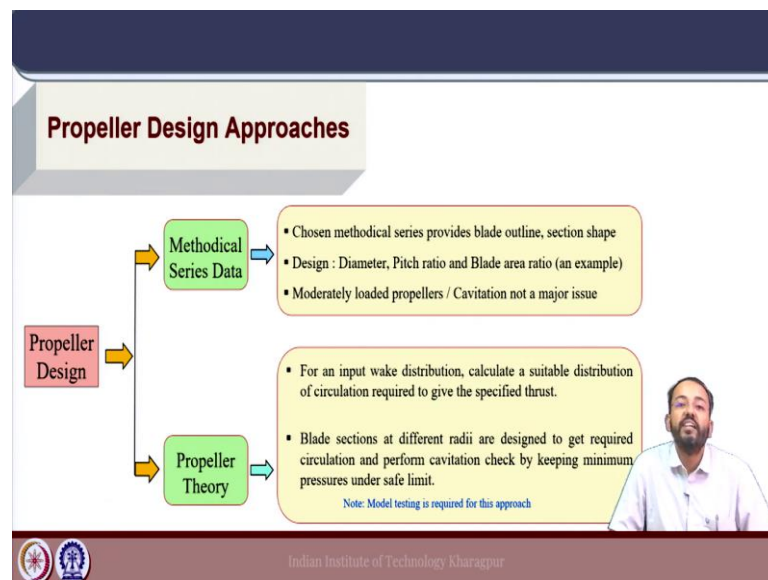 Propeller Design Approaches
Methodical
Series Data
▪ Chosen methodical series provides blade outline, section shape
▪ Design : Diameter, Pitch ratio and Blade area ratio (an example)
▪ Moderately loaded propellers / Cavitation not a major issue
Propeller
Design
Propeller
Theory
• For an input wake distribution, calculate a suitable distribution
of circulation required to give the specified thrust.
• Blade sections at different radii are designed to get required
circulation and perform cavitation check by keeping minimum
pressures under safe limit.
Note: Model testing is required for this approach
Indian Institute of Technology Kharagpur